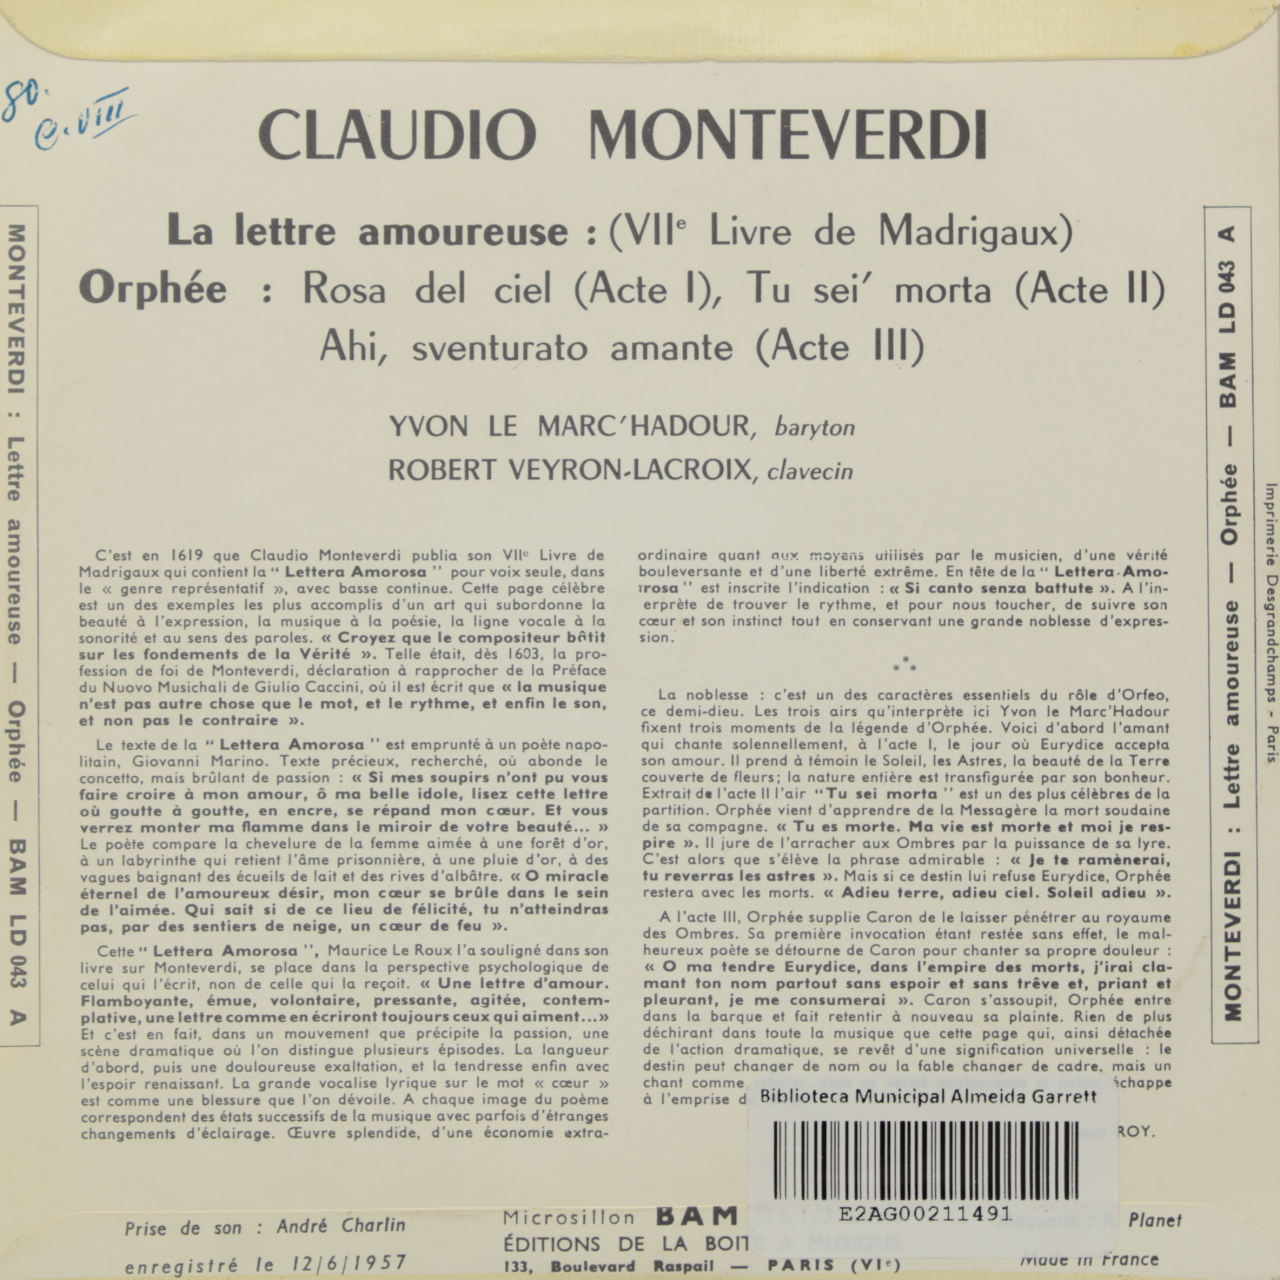 80.
C.VIII
CLAUDIO MONTEVERDI
La lettre amoureuse : (VIIe Livre de Madrigaux)
Orphée : Rosa del ciel (Acte I), Tu sei' morta (Acte II)
Ahi, sventurato amante (Acte III)
YVON LE MARC'HADOUR, baryton
ROBERT VEYRON-LACROIX, clavecin
MONTEVERDI : Lettre amoureuse — Orphée — BAM LD 043 A
C'est en 1619 que Claudio Monteverdi publia son VIIe Livre de
Madrigaux qui contient la " Lettera Amorosa " pour voix seule, dans
le « genre représentatif », avec basse continue. Cette page célèbre
est un des exemples les plus accomplis d'un art qui subordonne la
beauté à l'expression, la musique à la poésie, la ligne vocale à la
sonorité et au sens des paroles. « Croyez que le compositeur bâtit
sur les fondements de la Vérité ». Telle était, dès 1603, la pro-
fession de foi de Monteverdi, déclaration à rapprocher de la Préface
du Nuovo Musichali de Giulio Caccini, où il est écrit que « la musique
n'est pas autre chose que le mot, et le rythme, et enfin le son,
et non pas le contraire ».
Le texte de la " Lettera Amorosa " est emprunté à un poète napo-
litain, Giovanni Marino. Texte précieux, recherché, où abonde le
concetto, mais brûlant de passion : « Si mes soupirs n'ont pu vous
faire croire à mon amour, ô ma belle idole, lisez cette lettre
où goutte à goutte, en encre, se répand mon cœur. Et vous
verrez monter ma flamme dans le miroir de votre beauté... »
Le poète compare la chevelure de la femme aimée à une forêt d'or,
à un labyrinthe qui retient l'âme prisonnière, à une pluie d'or, à des
vagues baignant des écueils de lait et des rives d'albâtre. « O miracle
éternel de l'amoureux désir, mon cœur se brûle dans le sein
de l'aimée. Qui sait si de ce lieu de félicité, tu n'atteindras
pas, par des sentiers de neige, un cœur de feu ».
Cette " Lettera Amorosa ", Maurice Le Roux l'a souligné dans son
livre sur Monteverdi, se place dans la perspective psychologique de
celui qui l'écrit, non de celle qui la reçoit. « Une lettre d'amour.
Flamboyante, émue, volontaire, pressante, agitée, contem-
plative, une lettre comme en écriront toujours ceux qui aiment...»
Et c'est en fait, dans un mouvement que précipite la passion, une
scène dramatique où l'on distingue plusieurs épisodes. La langueur
d'abord, puis une douloureuse exaltation, et la tendresse enfin avec
l'espoir renaissant. La grande vocalise lyrique sur le mot « cœur »
est comme une blessure que l'on dévoile. A chaque image du poème
correspondent des états successifs de la musique avec parfois d'étranges
changements d'éclairage. Œuvre splendide, d'une économie extra-
ordinaire quant aux moyens utilisés par le musicien, d'une vérité
bouleversante et d'une liberté extrême. En tête de la " Lettera Amo-
rosa " est inscrite l'indication : « Si canto senza battute ». A l'in-
erprète de trouver le rythme, et pour nous toucher, de suivre son
cœur et son instinct tout en conservant une grande noblesse d'expres-
sion.
La noblesse : c'est un des caractères essentiels du rôle d'Orfeo,
ce demi-dieu. Les trois airs qu'interprète ici Yvon le Marc'Hadour
fixent trois moments de la légende d'Orphée. Voici d'abord l'amant
qui chante solennellement, à l'acte I, le jour où Eurydice accepta
son amour. Il prend à témoin le Soleil, les Astres, la beauté de la Terre
couverte de fleurs; la nature entière est transfigurée par son bonheur.
Extrait de l'acte II l'air "Tu sei morta " est un des plus célèbres de la
partition. Orphée vient d'apprendre de la Messagère la mort soudaine
de sa compagne. « Tu es morte. Ma vie est morte et moi je res-
pire ». Il jure de l'arracher aux Ombres par la puissance de sa lyre.
C'est alors que s'élève la phrase admirable : « Je te ramènerai,
tu reverras les astres ». Mais si ce destin lui refuse Eurydice, Orphée
restera avec les morts. « Adieu terre, adieu ciel. Soleil adieu ».
A l'acte III, Orphée supplie Caron de le laisser pénétrer au royaume
des Ombres. Sa première invocation étant restée sans effet, le mal-
heureux poète se détourne de Caron pour chanter sa propre douleur :
« O ma tendre Eurydice, dans l'empire des morts, j'irai cla-
mant ton nom partout sans espoir et sans trêve et, priant et
pleurant, je me consumerai ». Caron s'assoupit, Orphée entre
dans la barque et fait retentir à nouveau sa plainte. Rien de plus
déchirant dans toute la musique que cette page qui, ainsi détachée
de l'action dramatique, se revêt d'une signification universelle : le
destin peut changer de nom ou la fable changer de cadre, mais un
chant comme échappe
à l'emprise d
ROY.
MONTEVERDI : Lettre amoureuse — Orphée — BAM LD 043 A
Imprimerie Desgrandchamps - Paris
Biblioteca Municipal Almeida Garrett
E2AG00211491
Prise de son : André Charlin
enregistré le 12/6/1957
Microsillon BAM
ÉDITIONS DE LA BOITE A MUSIQUE
133, Boulevard Raspail — PARIS (VIe)
Planet
Made in France